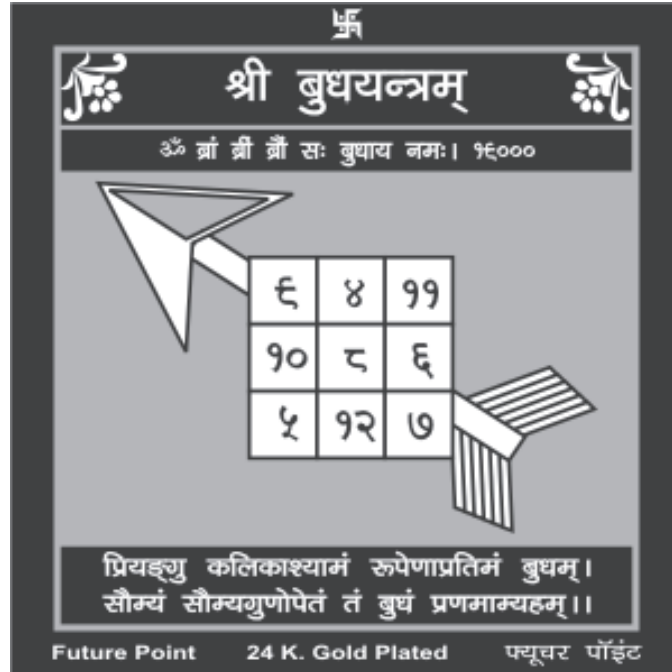 श्री बुधयन्त्रम्
ॐ ब्रां ब्रीं ब्रौं सः बुधाय नमः। १९०००
९ ४ ११
१० ८ ६
५ १२ ७
प्रियङ्गु कलिकाश्यामं रूपेणाप्रतिमं बुधम्।
सौम्यं सौम्यगुणोपेतं तं बुधं प्रणमाम्यहम्।।
Future Point 24 K. Gold Plated फ्यूचर पॉइंट